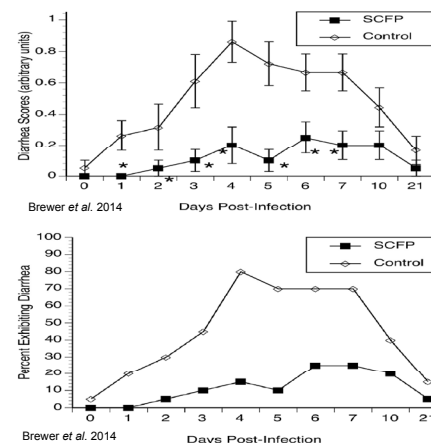 SCFP
Control
Diarrhea Scores (arbitrary units)
1
0.8
0.6
0.4
0.2
0
* * * * * * *
0 1 2 3 4 5 6 7 10 21
Brewer et al. 2014
Days Post-Infection
SCFP
Control
Percent Exhibiting Diarrhea
100
90
80
70
60
50
40
30
20
10
0
0 1 2 3 4 5 6 7 10 21
Brewer et al. 2014
Days Post-Infection